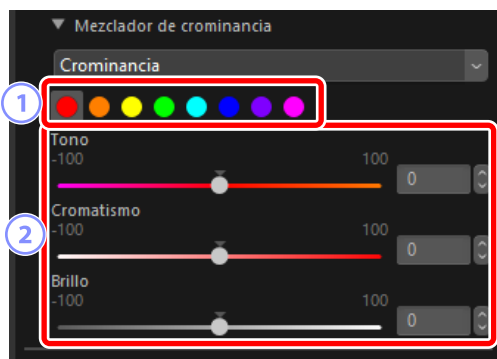 Mezclador de crominancia
Crominancia
1
Tono
-100 100
0
2
Cromatismo
-100 100
0
Brillo
-100 100
0